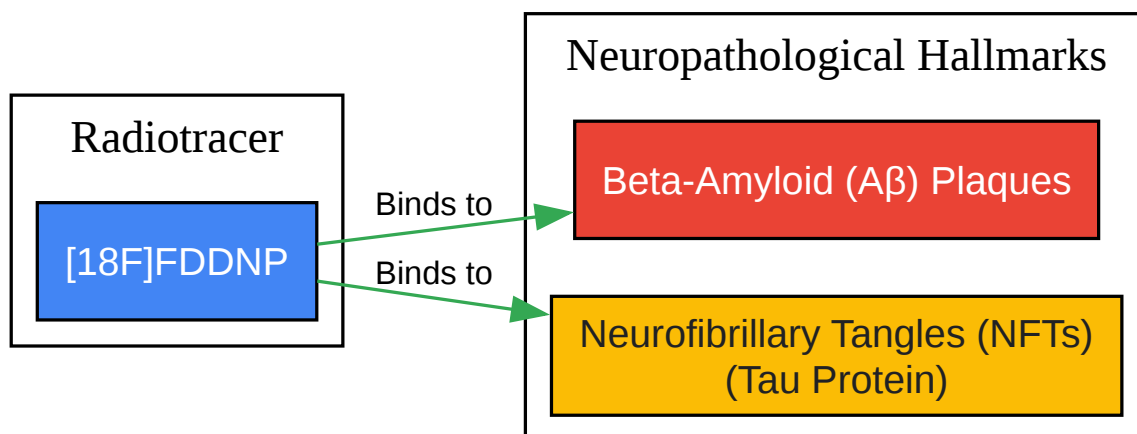 Neuropathological Hallmarks
Radiotracer
Beta-Amyloid (Aβ) Plaques
Binds to
[18F]FDDNP
Binds to
Neurofibrillary Tangles (NFTs)
(Tau Protein)